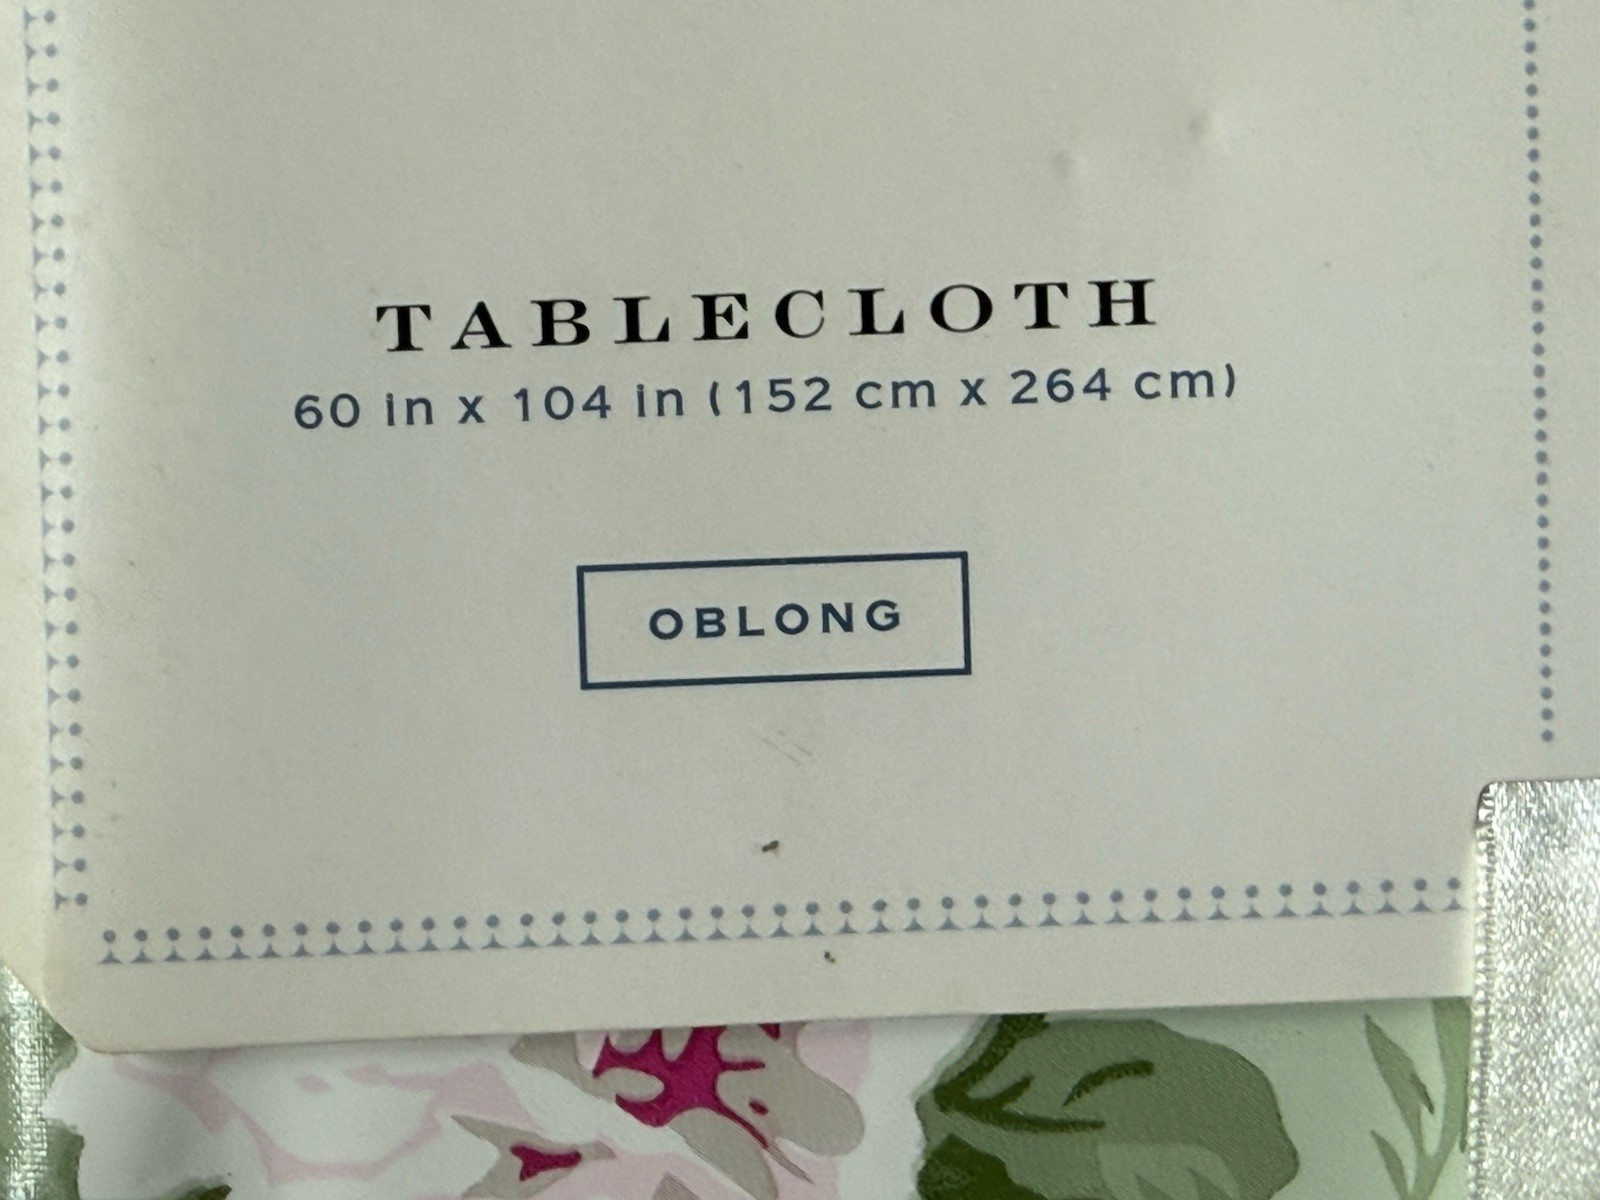 TABLECLOTH
60 in x 104 in (152 cm x 264 cm)
OBLONG